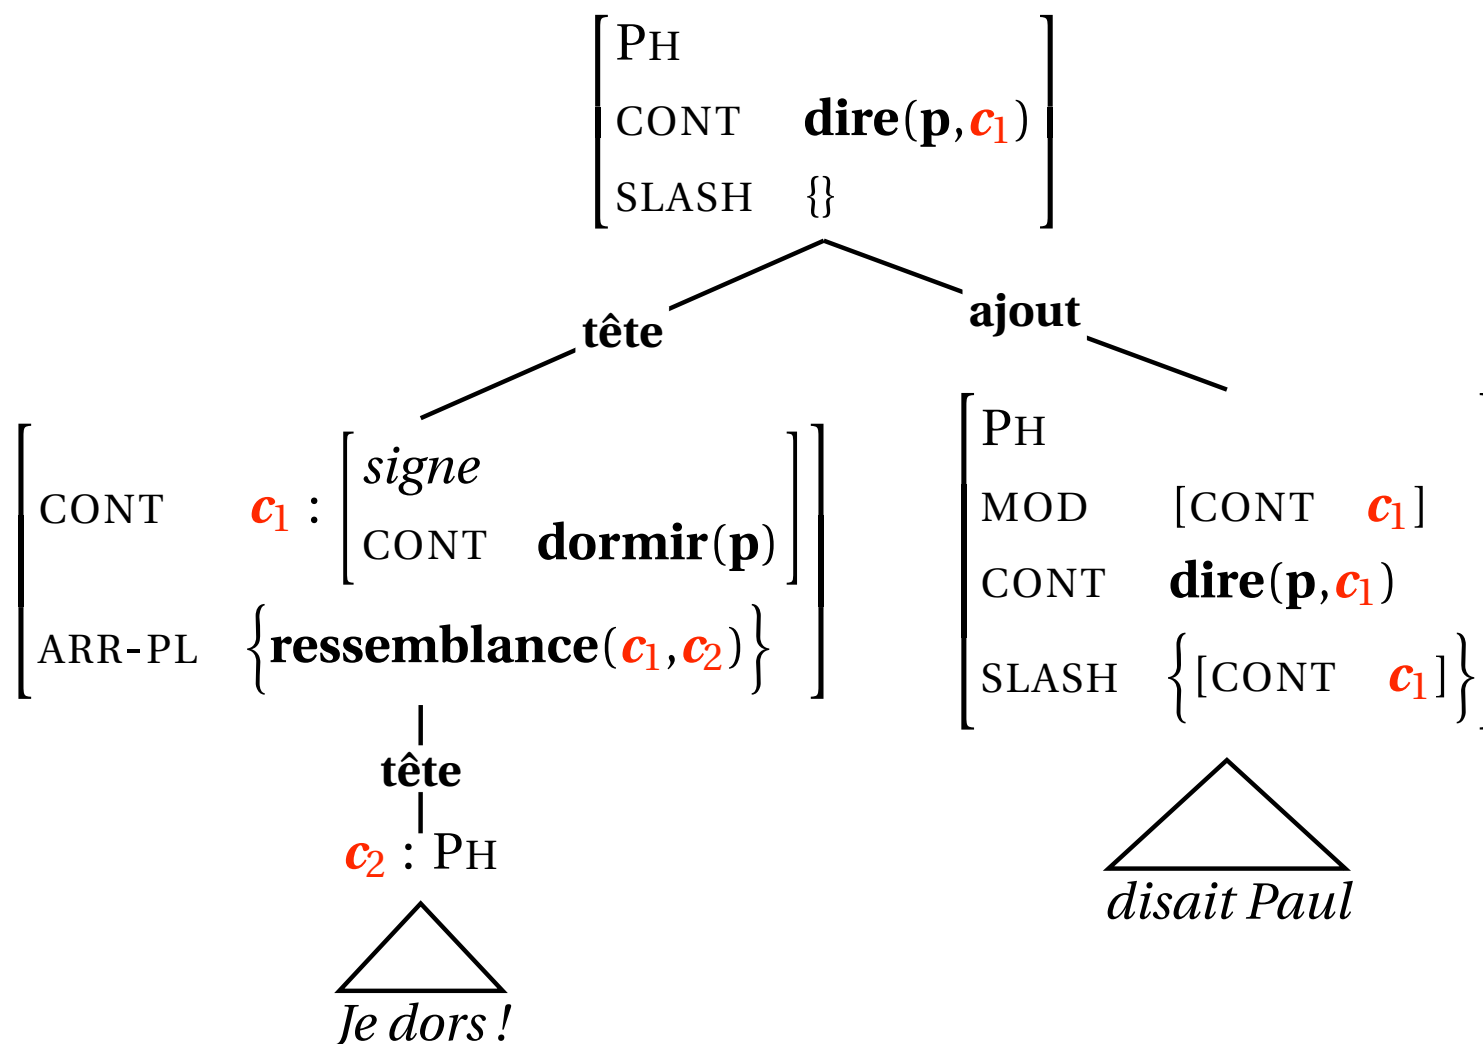 PH
CONT dire(p,c1)
SLASH {}
tête
ajout
CONT c1 : signe
CONT dormir(p)
ARR-PL {ressemblance(c1,c2)}
PH
MOD [CONT c1]
CONT dire(p,c1)
SLASH {[CONT c1]}
tête
c2 : PH
Je dors !
disait Paul